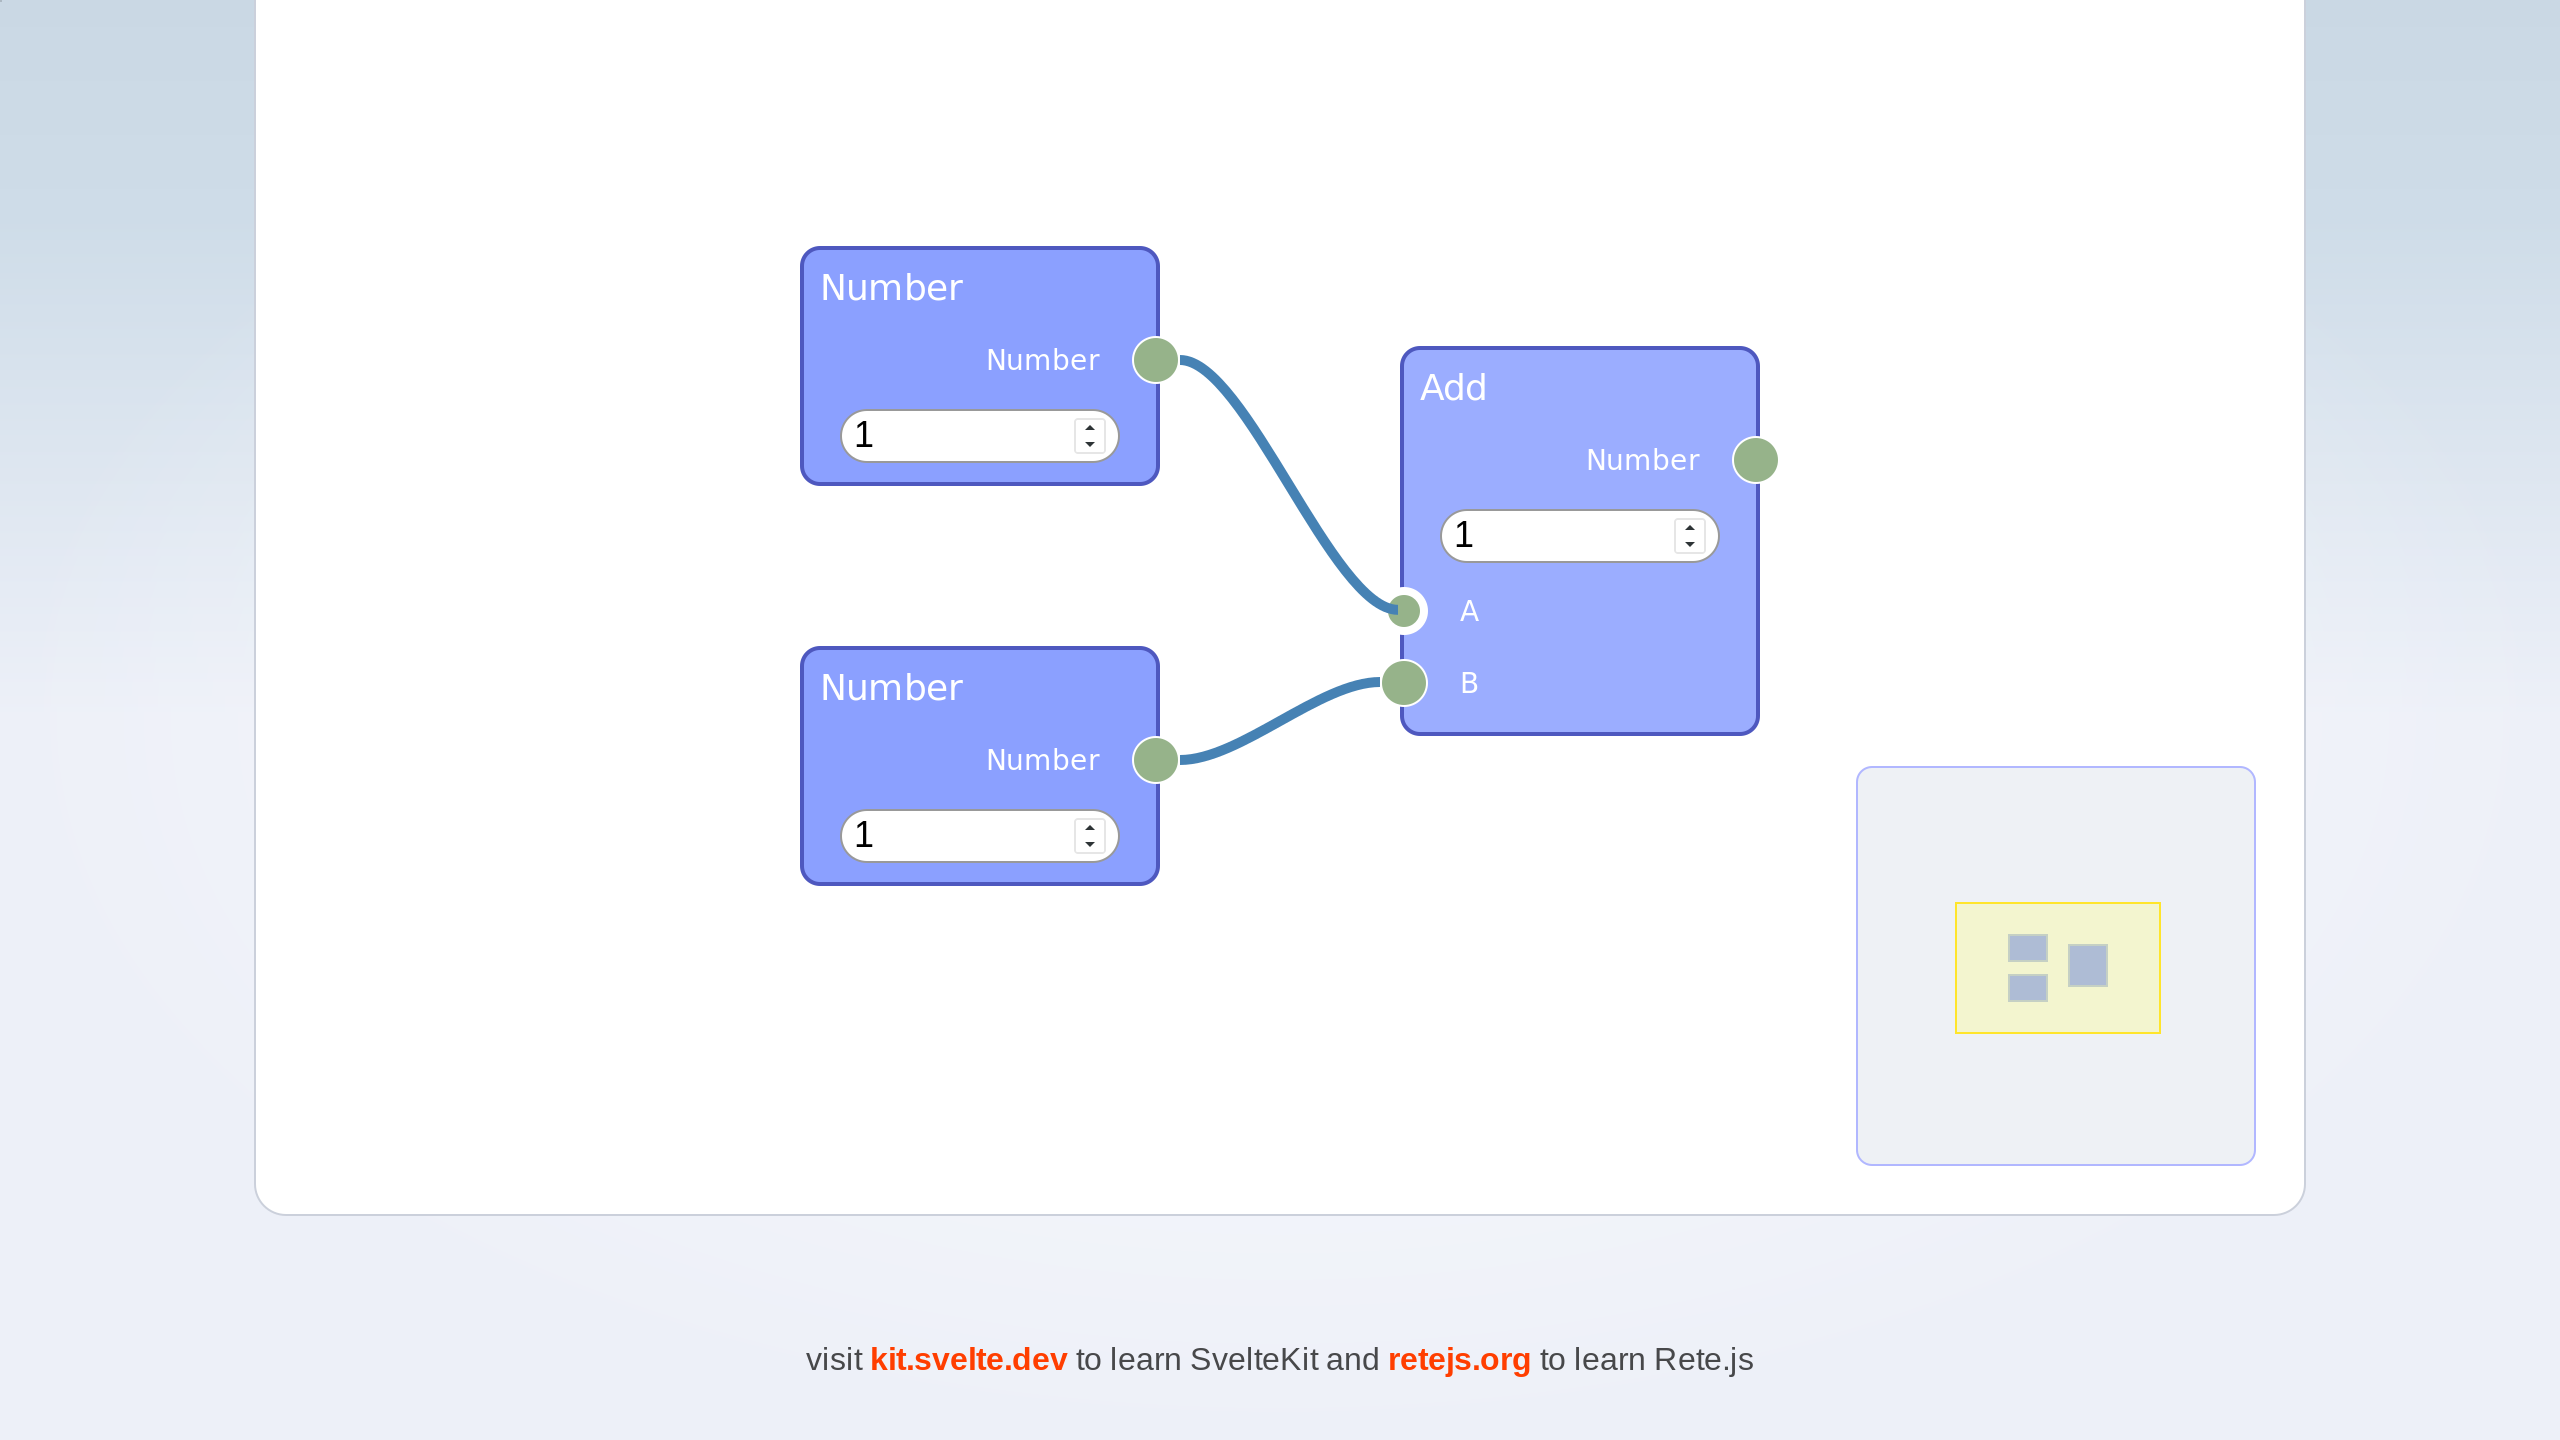 Number
Number
1
Add
Number
1
A
B
Number
Number
1
visit kit.svelte.dev to learn SvelteKit and retejs.org to learn Rete.js